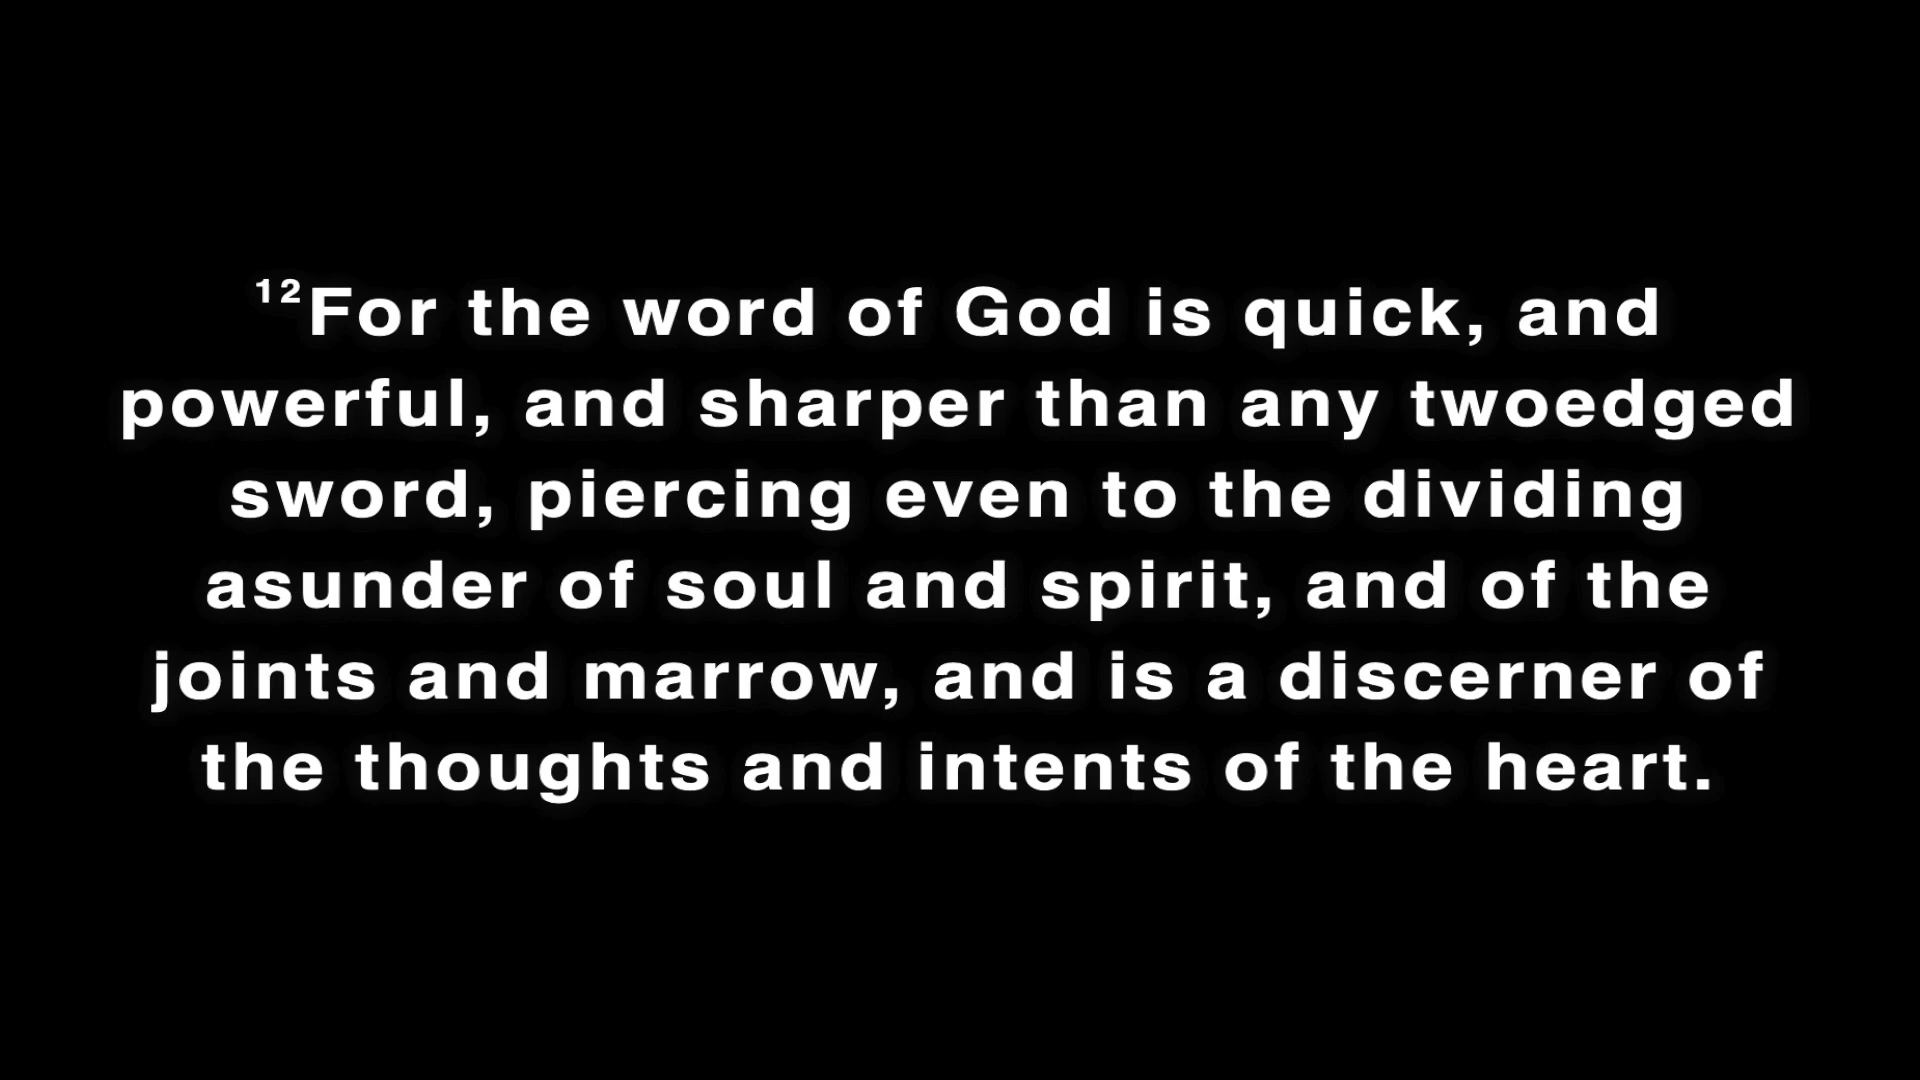 ¹²For the word of God is quick, and
powerful, and sharper than any twoedged
sword, piercing even to the dividing
asunder of soul and spirit, and of the
joints and marrow, and is a discerner of
the thoughts and intents of the heart.